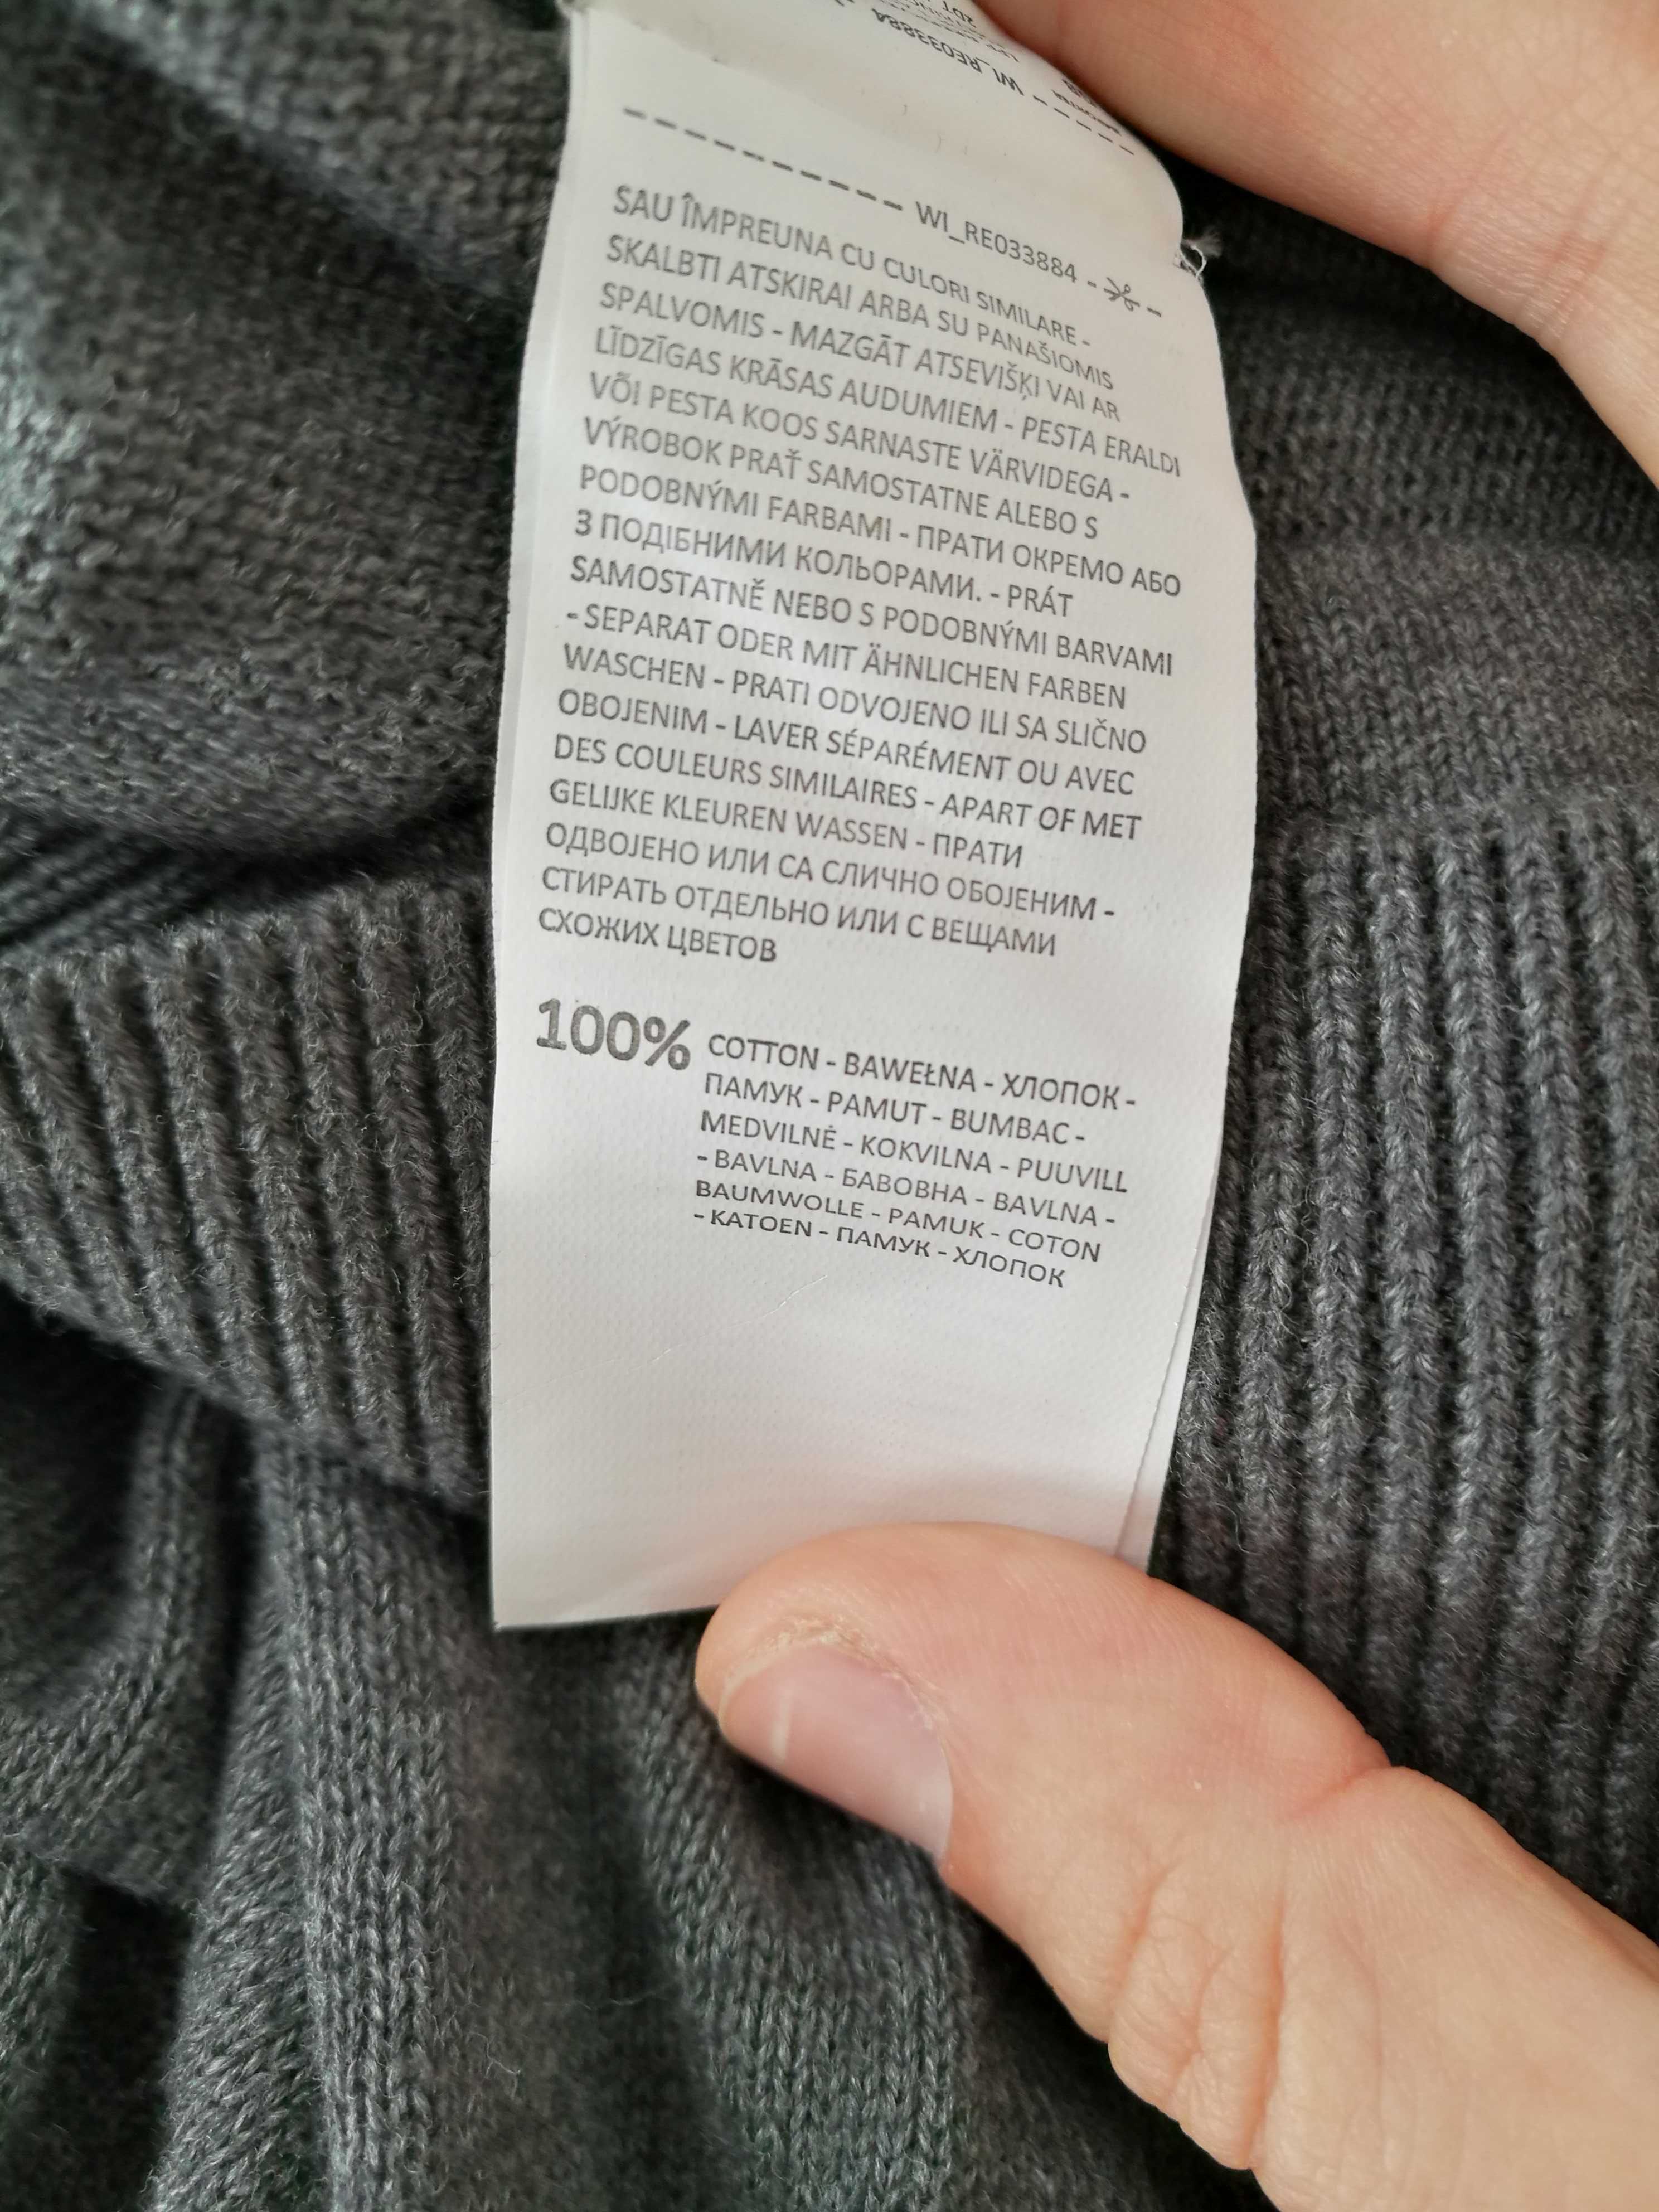 WI_RE033884
WI_RE033884
SAU ÎMPREUNA CU CULORI SIMILARE -
SKALBTI ATSKIRAI ARBA SU PANAŠIOMIS
SPALVOMIS - MAZGĀT ATSEVIŠĶI VAI AR
LĪDZĪGAS KRĀSAS AUDUMIEM - PESTA ERALDI
VÕI PESTA KOOS SARNASTE VÄRVIDEGA -
VÝROBOK PRAŤ SAMOSTATNE ALEBO S
PODOBNÝMI FARBAMI - ПРАТИ ОКРЕМО АБО
З ПОДІБНИМИ КОЛЬОРАМИ. - PRÁT
SAMOSTATNĚ NEBO S PODOBNÝMI BARVAMI
- SEPARAT ODER MIT ÄHNLICHEN FARBEN
WASCHEN - PRATI ODVOJENO ILI SA SLIČNO
OBOJENIM - LAVER SÉPARÉMENT OU AVEC
DES COULEURS SIMILAIRES - APART OF MET
GELIJKE KLEUREN WASSEN - ПРАТИ
ОДВОЈЕНО ИЛИ СА СЛИЧНО ОБОЈЕНИМ -
СТИРАТЬ ОТДЕЛЬНО ИЛИ С ВЕЩАМИ
СХОЖИХ ЦВЕТОВ
100% COTTON - BAWEŁNA - ХЛОПОК -
ПАМУК - PAMUT - BUMBAC -
MEDVILNĖ - KOKVILNA - PUUVILL
- BAVLNA - БАВОВНА - BAVLNA -
BAUMWOLLE - PAMUK - COTON
- KATOEN - ПАМУК - ХЛОПОК